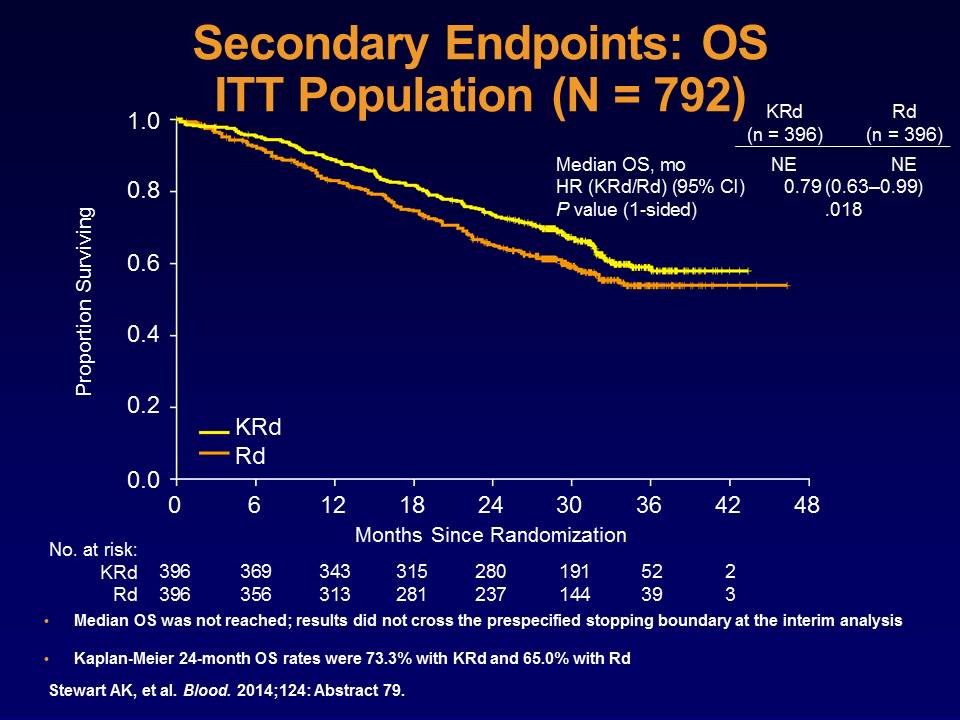 Secondary Endpoints: OS
ITT Population (N = 792)
KRd Rd
(n = 396) (n = 396)
Median OS, mo NE NE
HR (KRd/Rd) (95% CI) 0.79 (0.63–0.99)
P value (1-sided) .018
Proportion Surviving
1.0
0.8
0.6
0.4
0.2
0.0
KRd
Rd
0 6 12 18 24 30 36 42 48
Months Since Randomization
No. at risk:
KRd 396 369 343 315 280 191 52 2
Rd 396 356 313 281 237 144 39 3
• Median OS was not reached; results did not cross the prespecified stopping boundary at the interim analysis
• Kaplan-Meier 24-month OS rates were 73.3% with KRd and 65.0% with Rd
Stewart AK, et al. Blood. 2014;124: Abstract 79.